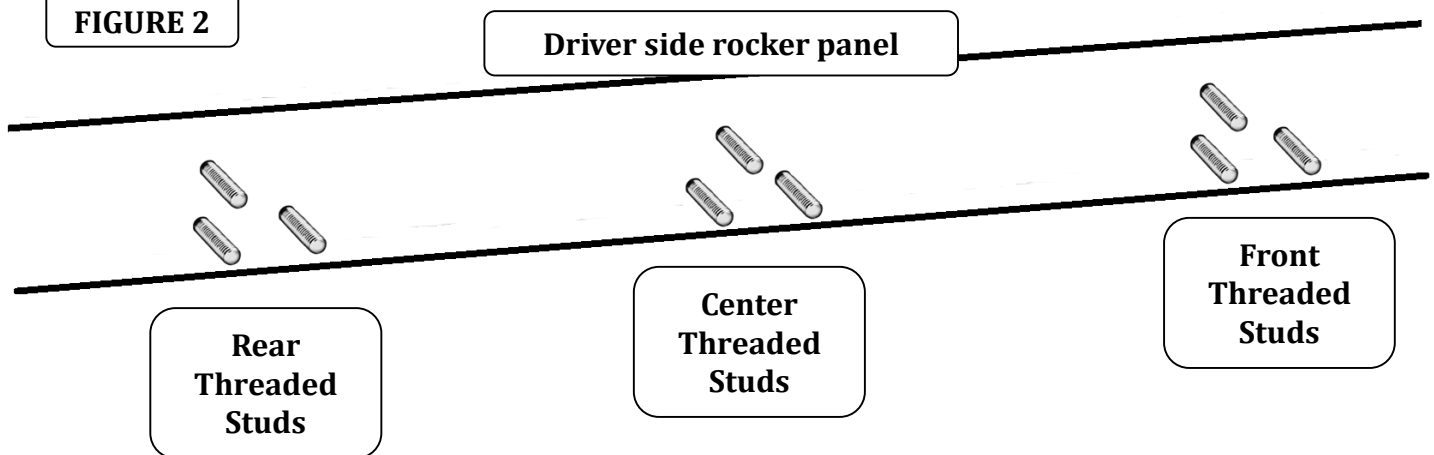 FIGURE 2
Driver side rocker panel
Front
Threaded
Studs
Center
Threaded
Studs
Rear
Threaded
Studs